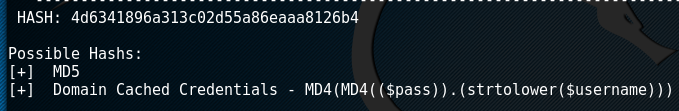 HASH: 4d6341896a313c02d55a86eaaa8126b4
Possible Hashs:
[+] MD5
[+] Domain Cached Credentials - MD4(MD4(($pass)).(strtolower($username)))